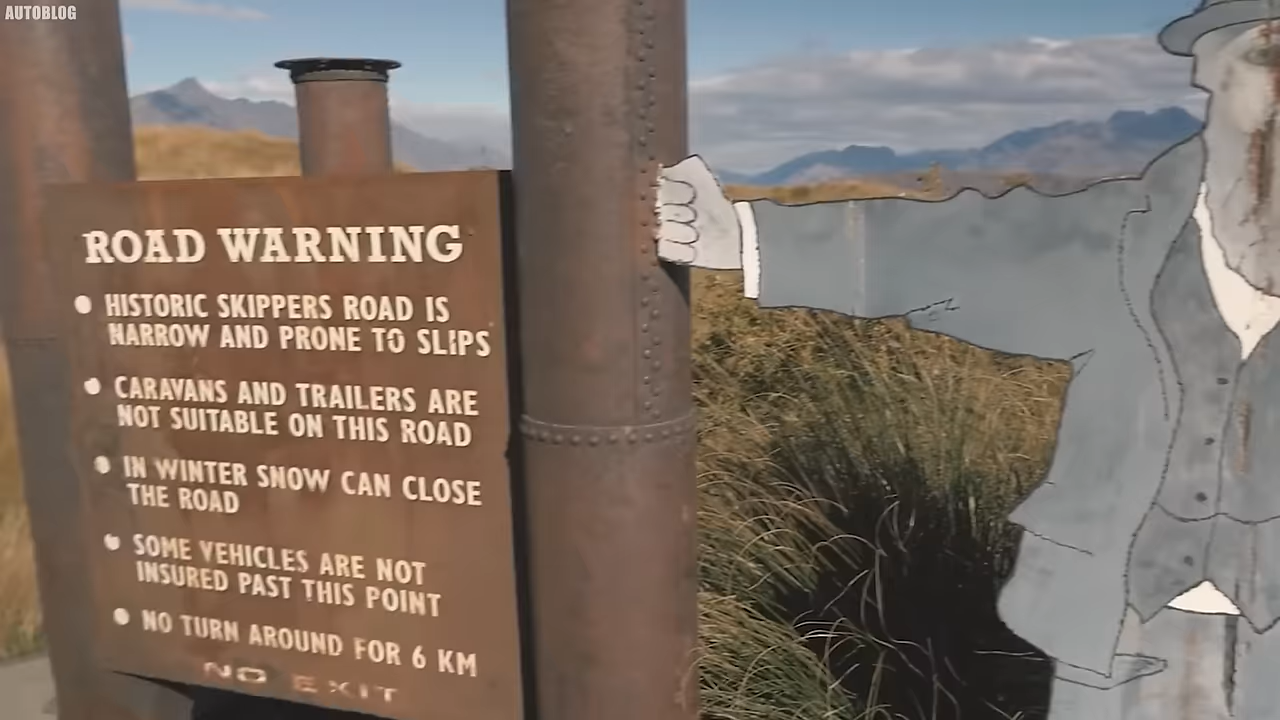 AUTOBLOG
ROAD WARNING
• HISTORIC SKIPPERS ROAD IS
NARROW AND PRONE TO SLIPS
• CARAVANS AND TRAILERS ARE
NOT SUITABLE ON THIS ROAD
• IN WINTER SNOW CAN CLOSE
THE ROAD
• SOME VEHICLES ARE NOT
INSURED PAST THIS POINT
• NO TURN AROUND FOR 6 KM
NO EXIT